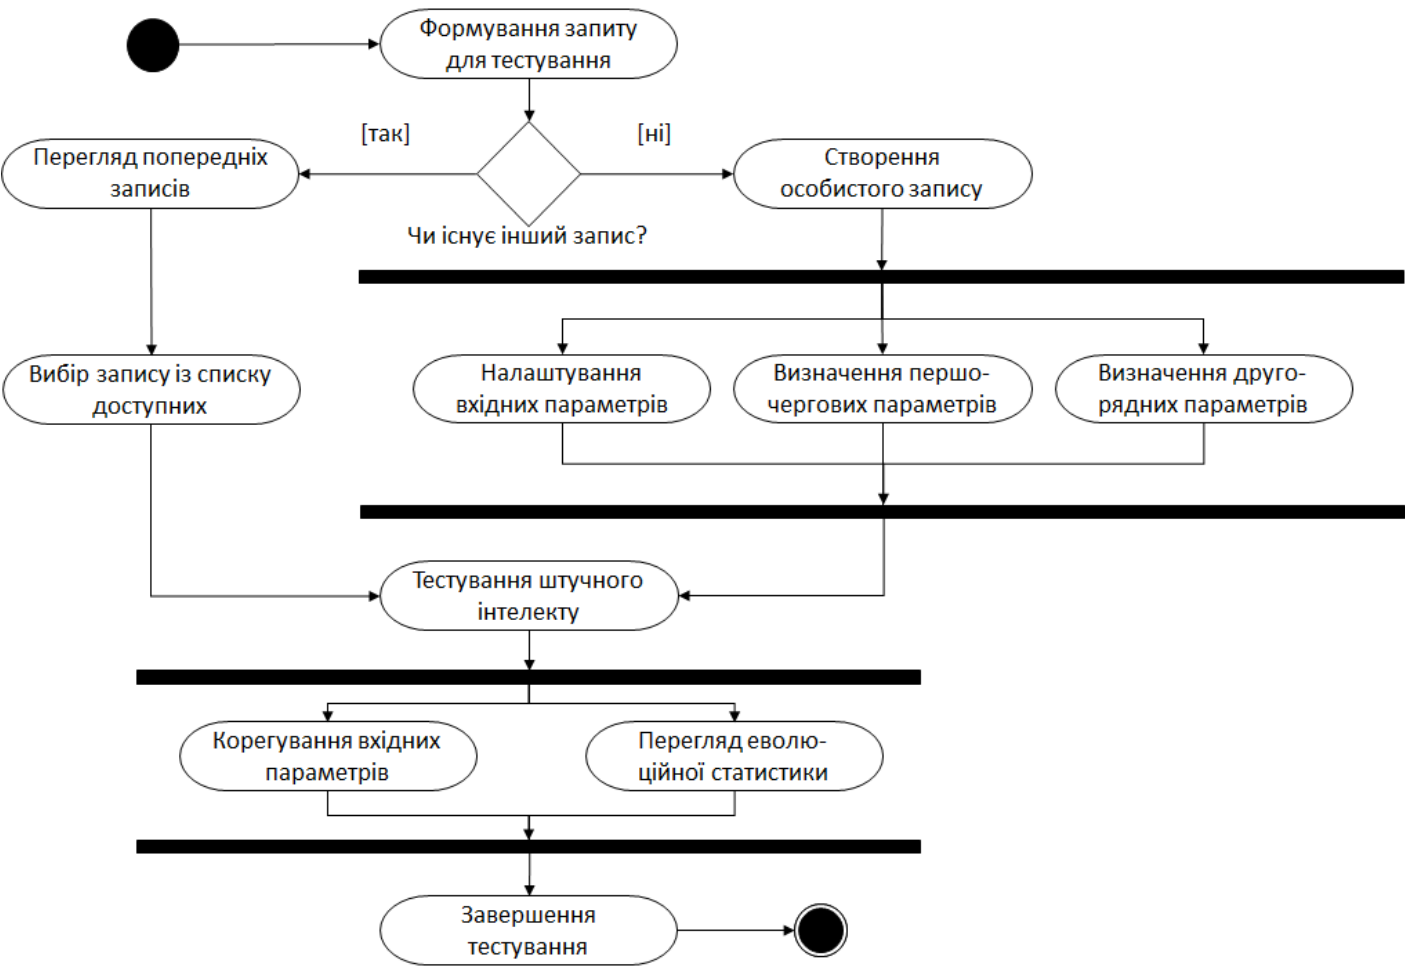 Формування запиту
для тестування
[так]
[ні]
Перегляд попередніх
записів
Створення
особистого запису
Чи існує інший запис?
Вибір запису із списку
доступних
Налаштування
вхідних параметрів
Визначення першо-
чергових параметрів
Визначення друго-
рядних параметрів
Тестування штучного
інтелекту
Корегування вхідних
параметрів
Перегляд еволю-
ційної статистики
Завершення
тестування